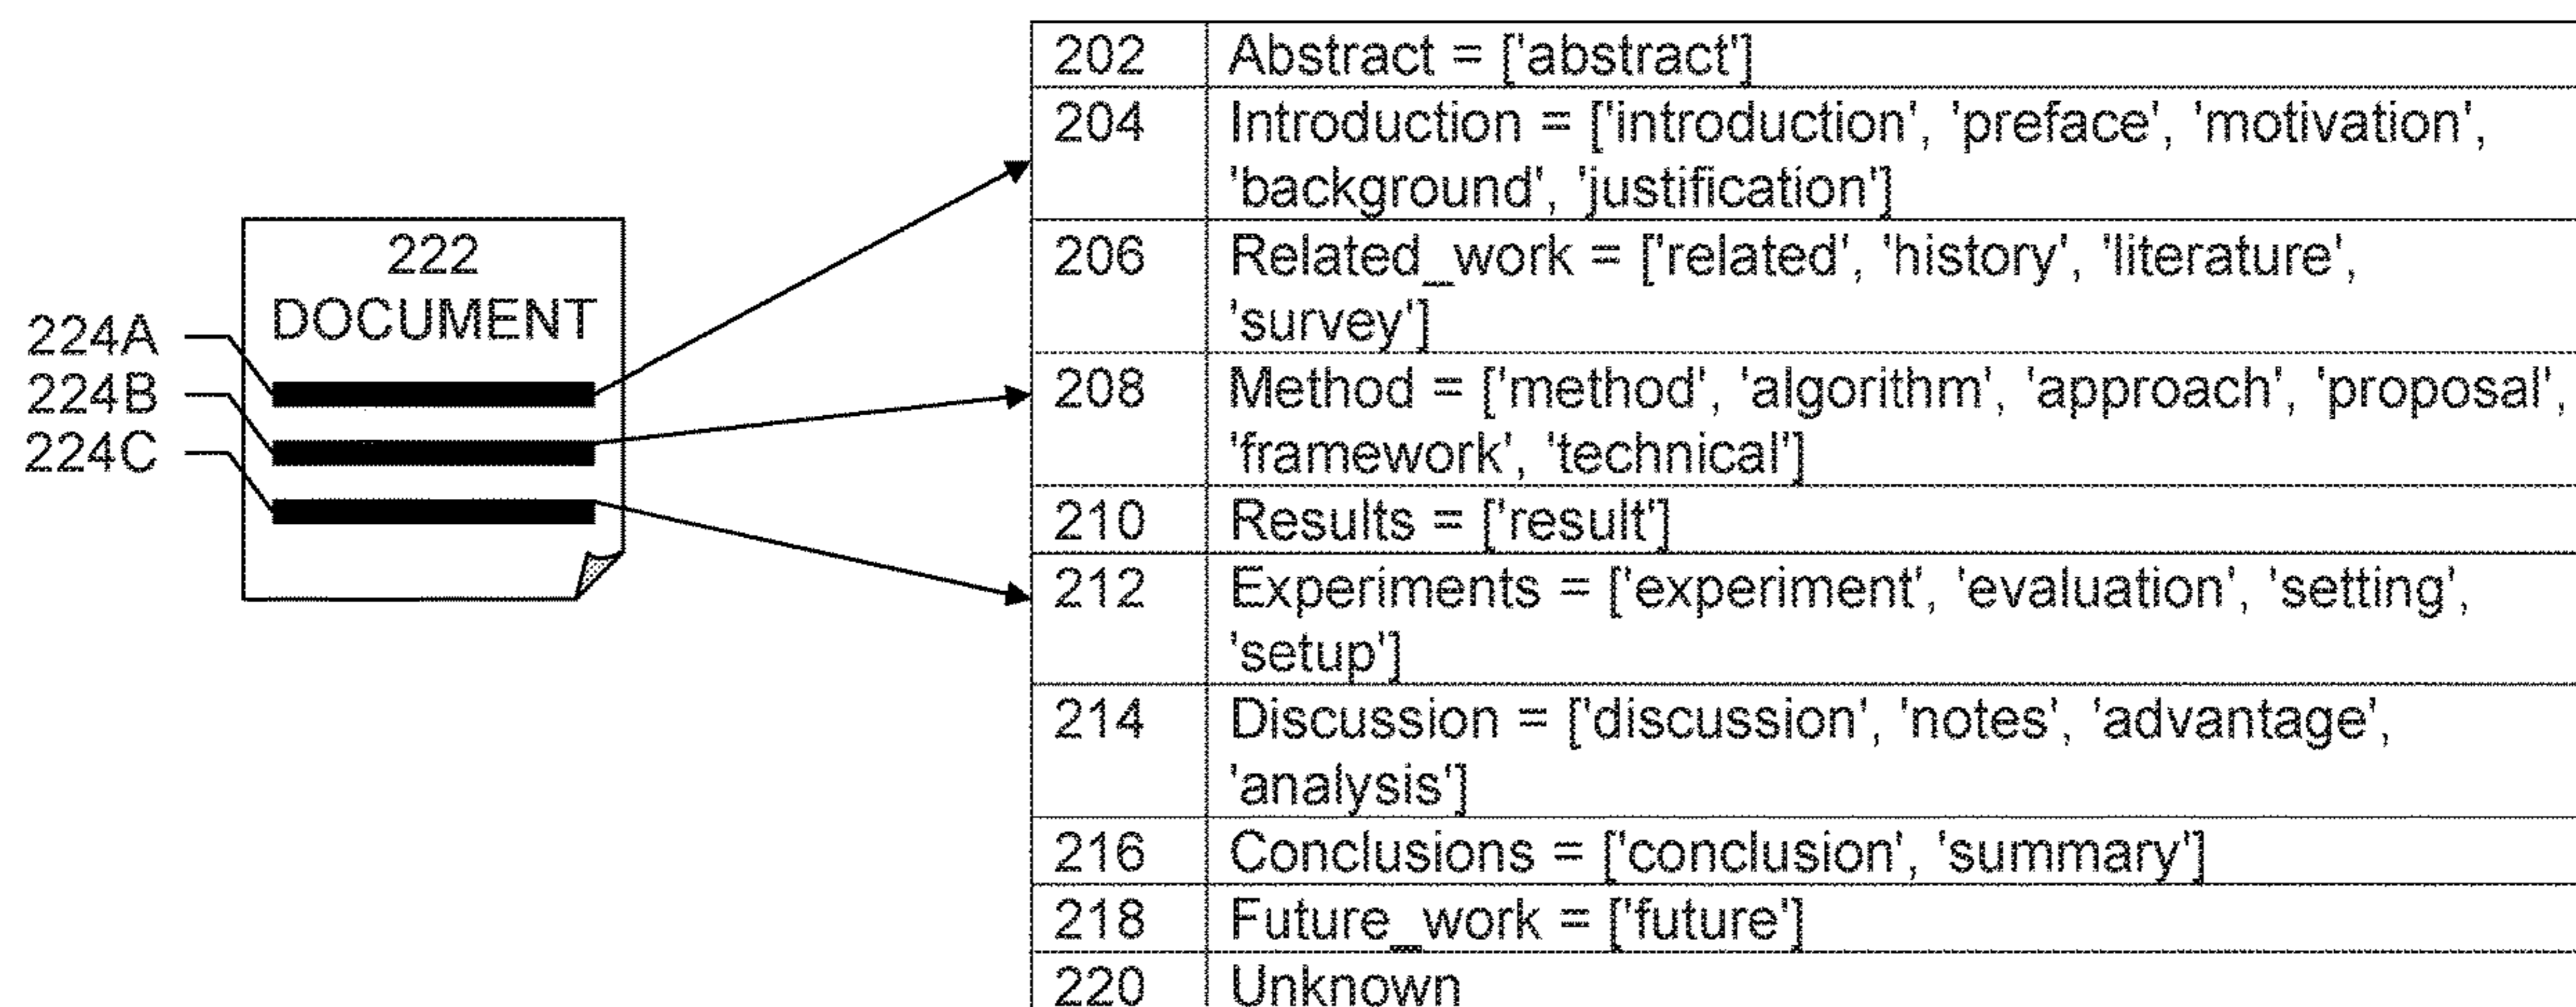 222
DOCUMENT
224A
224B
224C
202 Abstract = ['abstract']
204 Introduction = ['introduction', 'preface', 'motivation',
'background', 'justification']
206 Related_work = ['related', 'history', 'literature',
'survey']
208 Method = ['method', 'algorithm', 'approach', 'proposal',
'framework', 'technical']
210 Results = ['result']
212 Experiments = ['experiment', 'evaluation', 'setting',
'setup']
214 Discussion = ['discussion', 'notes', 'advantage',
'analysis']
216 Conclusions = ['conclusion', 'summary']
218 Future_work = ['future']
220 Unknown